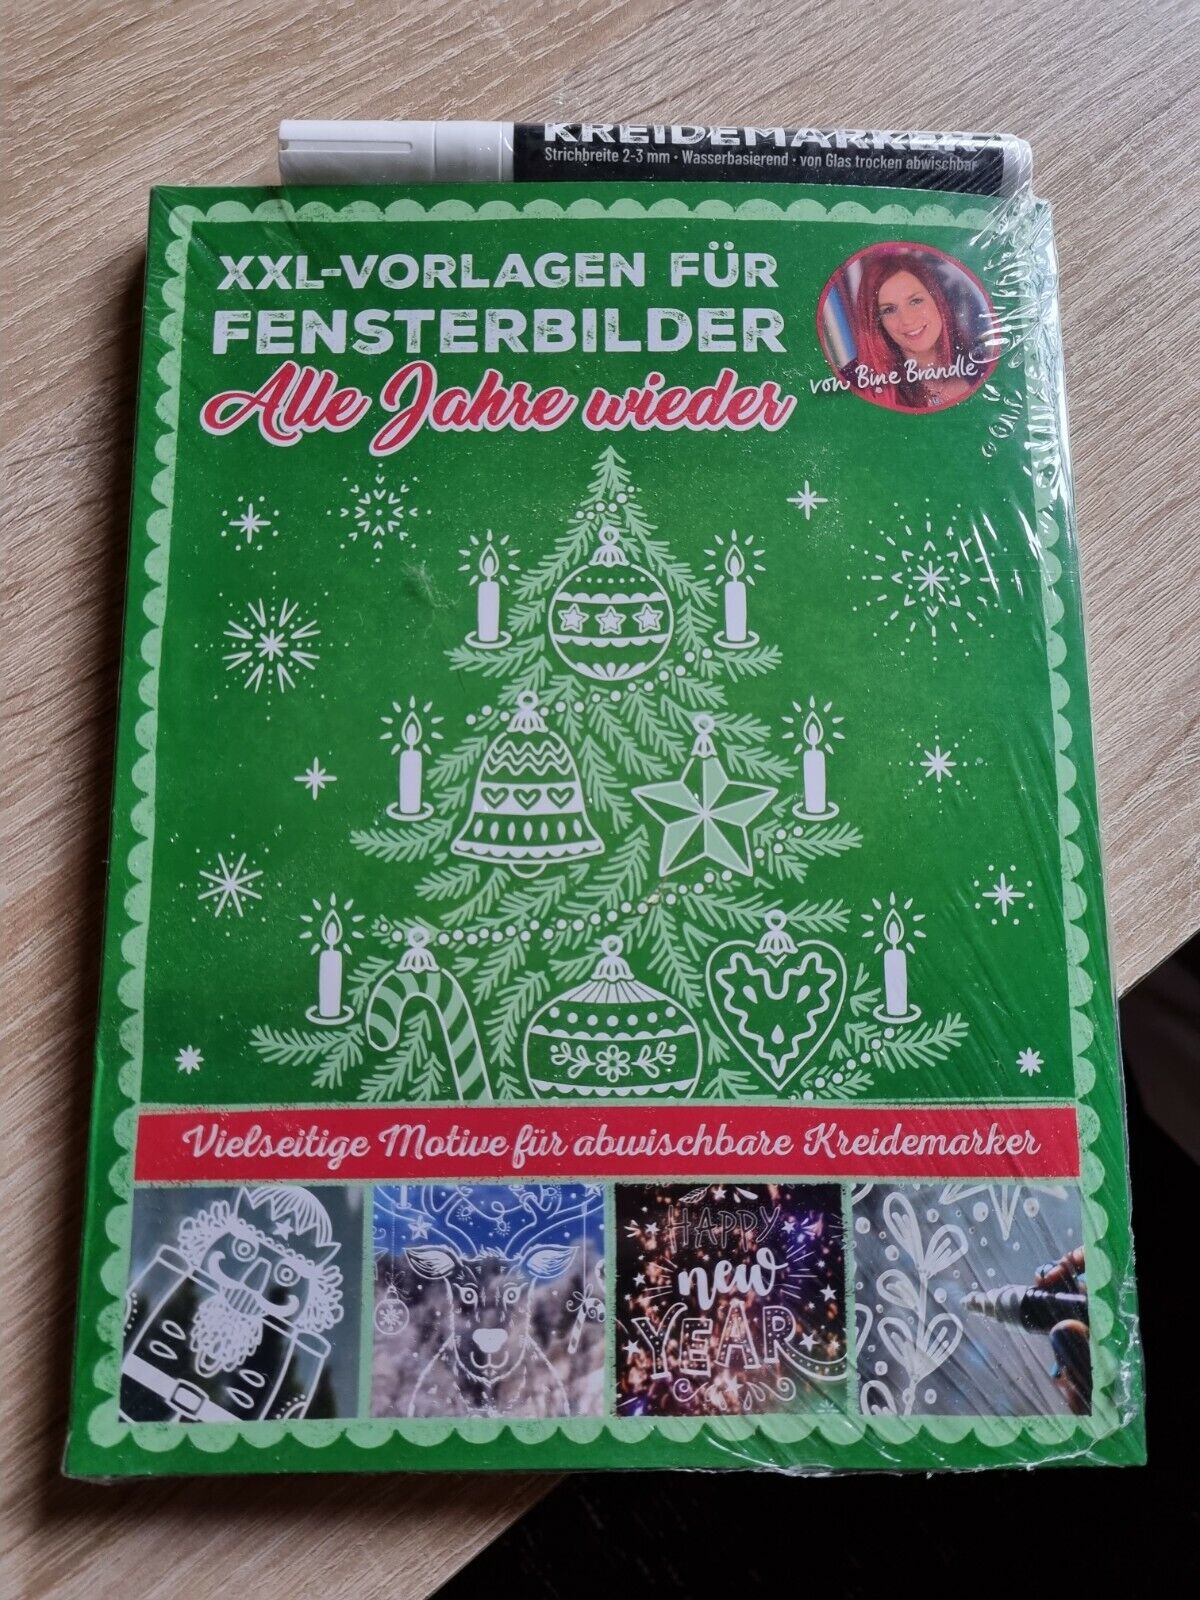 KREIDEMARKER
Strichbreite 2-3 mm · Wasserbasierend · von Glas trocken abwischbar
XXL-VORLAGEN FÜR
FENSTERBILDER
Alle Jahre wieder
von Bine Brändle
Vielseitige Motive für abwischbare Kreidemarker
HAPPY
new
YEAR